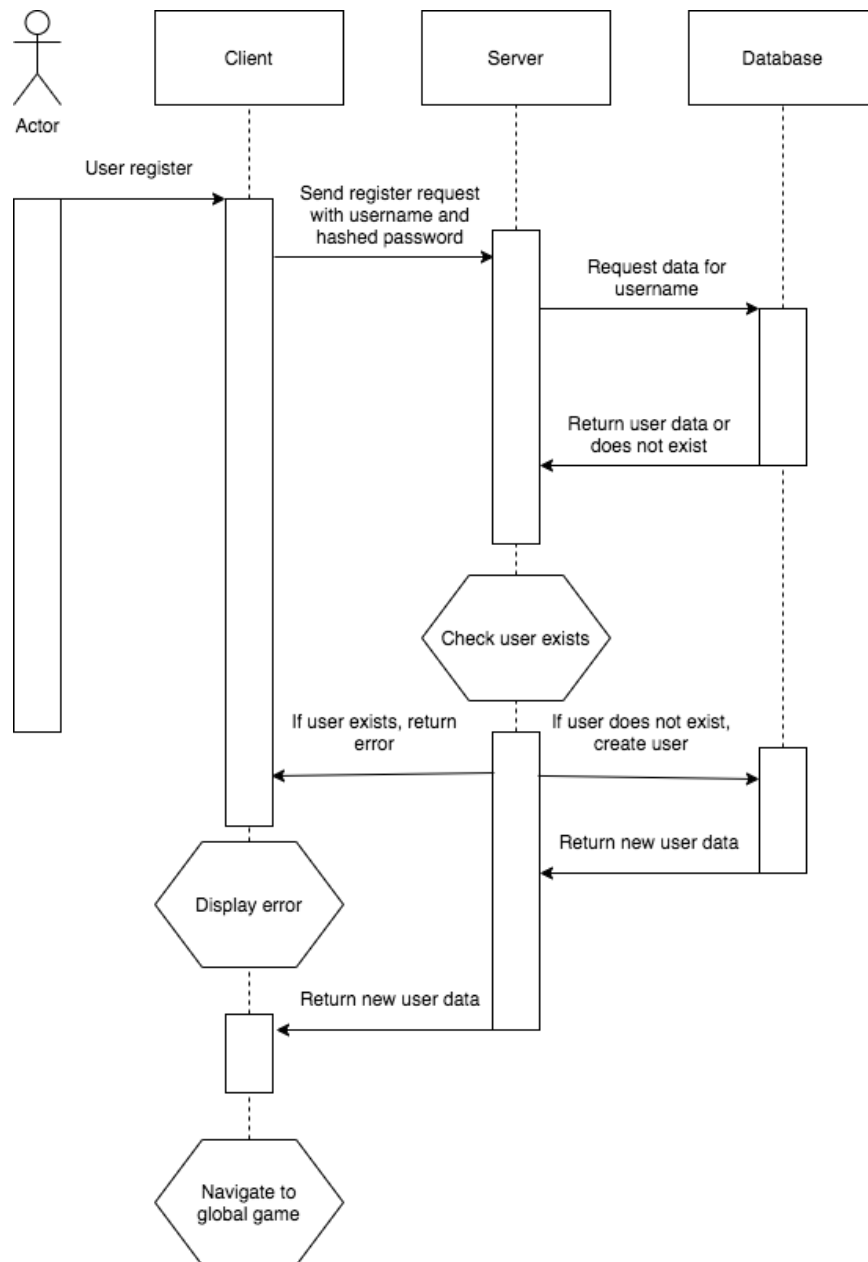 Client
Server
Database
Actor
User register
Send register request
with username and
hashed password
Request data for
username
Return user data or
does not exist
Check user exists
If user exists, return
error
If user does not exist,
create user
Return new user data
Display error
Return new user data
Navigate to
global game